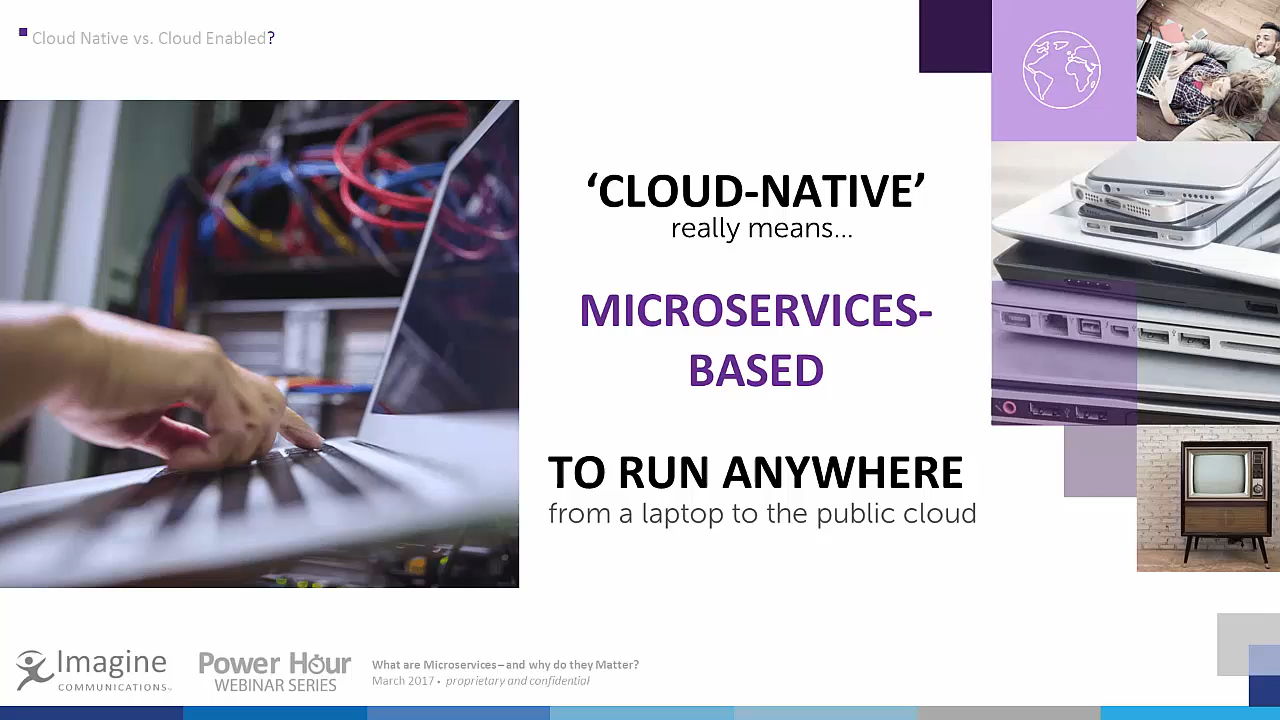 Cloud Native vs. Cloud Enabled?
‘CLOUD-NATIVE’
really means...
MICROSERVICES-
BASED
TO RUN ANYWHERE
from a laptop to the public cloud
Imagine
COMMUNICATIONS™
Power Hour
WEBINAR SERIES
What are Microservices–and why do they Matter?
March 2017 • proprietary and confidential